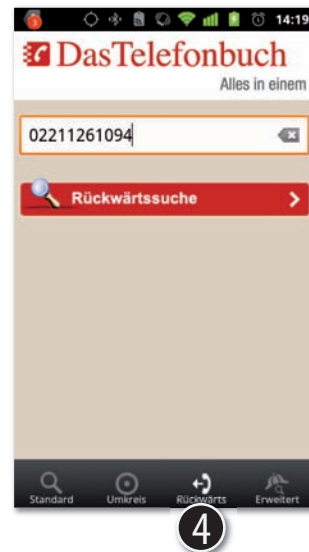 14:19
DasTelefonbuch
Alles in einem
02211261094
Rückwärtssuche
Standard Umkreis Rückwärts Erweitert
4